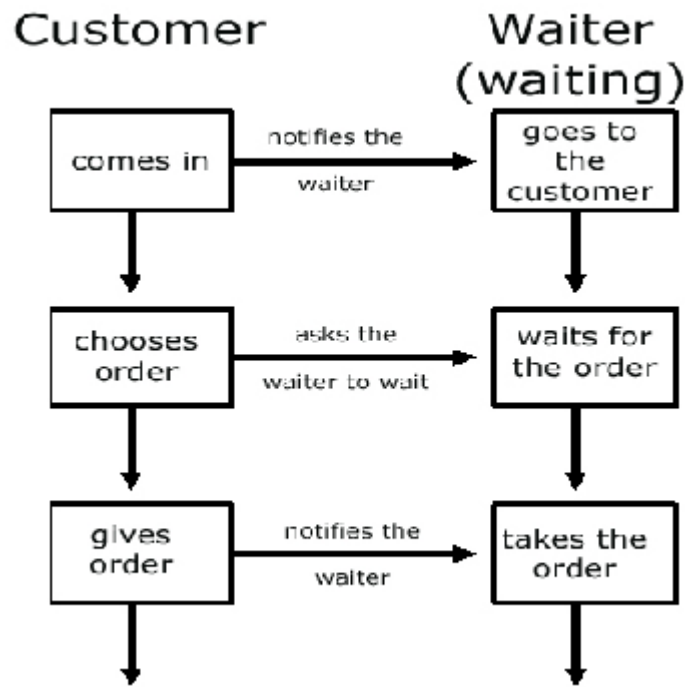 Customer
Waiter
(waiting)
comes in
notifies the
waiter
goes to
the
customer
chooses
order
asks the
waiter to wait
waits for
the order
gives
order
notifies the
waiter
takes the
order